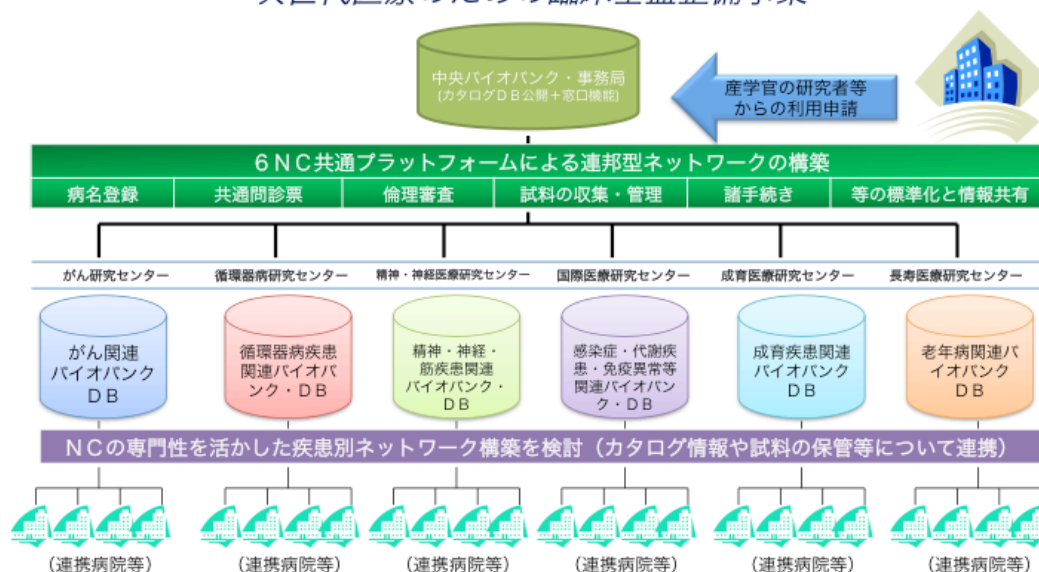 中央バイオバンク・事務局
(カタログDB公開+窓口機能)
産学官の研究者等
からの利用申請
6NC共通プラットフォームによる連邦型ネットワークの構築
病名登録 共通問診票 倫理審査 試料の収集・管理 諸手続き 等の標準化と情報共有
がん研究センター 循環器病研究センター 精神・神経医療研究センター 国際医療研究センター 成育医療研究センター 長寿医療研究センター
がん関連
バイオバンク
DB
循環器病疾患
関連バイオバ
ンク・DB
精神・神経・
筋疾患関連
バイオバンク・
DB
感染症・代謝疾
患・免疫異常等
関連バイオバン
ク・DB
成育疾患関連
バイオバンク
DB
老年病関連バ
イオバンク
DB
NCの専門性を活かした疾患別ネットワーク構築を検討(カタログ情報や試料の保管等について連携)
(連携病院等) (連携病院等) (連携病院等) (連携病院等) (連携病院等) (連携病院等)